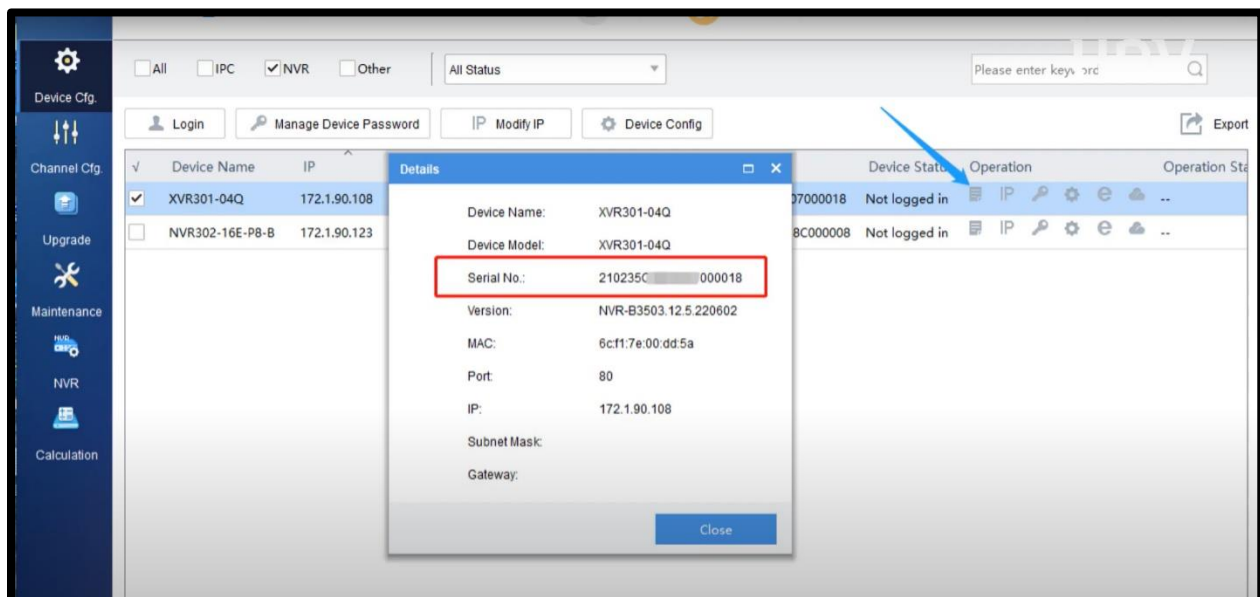 All IPC NVR Other All Status Please enter keyword
Device Cfg.
Login Manage Device Password IP Modify IP Device Config Export
Channel Cfg.
√ Device Name IP Details Device Statu Operation Operation Sta
XVR301-04Q 172.1.90.108 07000018 Not logged in IP --
NVR302-16E-P8-B 172.1.90.123 8C000008 Not logged in IP --
Upgrade
Maintenance
NVR
Calculation
Device Name: XVR301-04Q
Device Model: XVR301-04Q
Serial No.: 210235C 000018
Version: NVR-B3503.12.5.220602
MAC: 6c:f1:7e:00:dd:5a
Port: 80
IP: 172.1.90.108
Subnet Mask:
Gateway:
Close